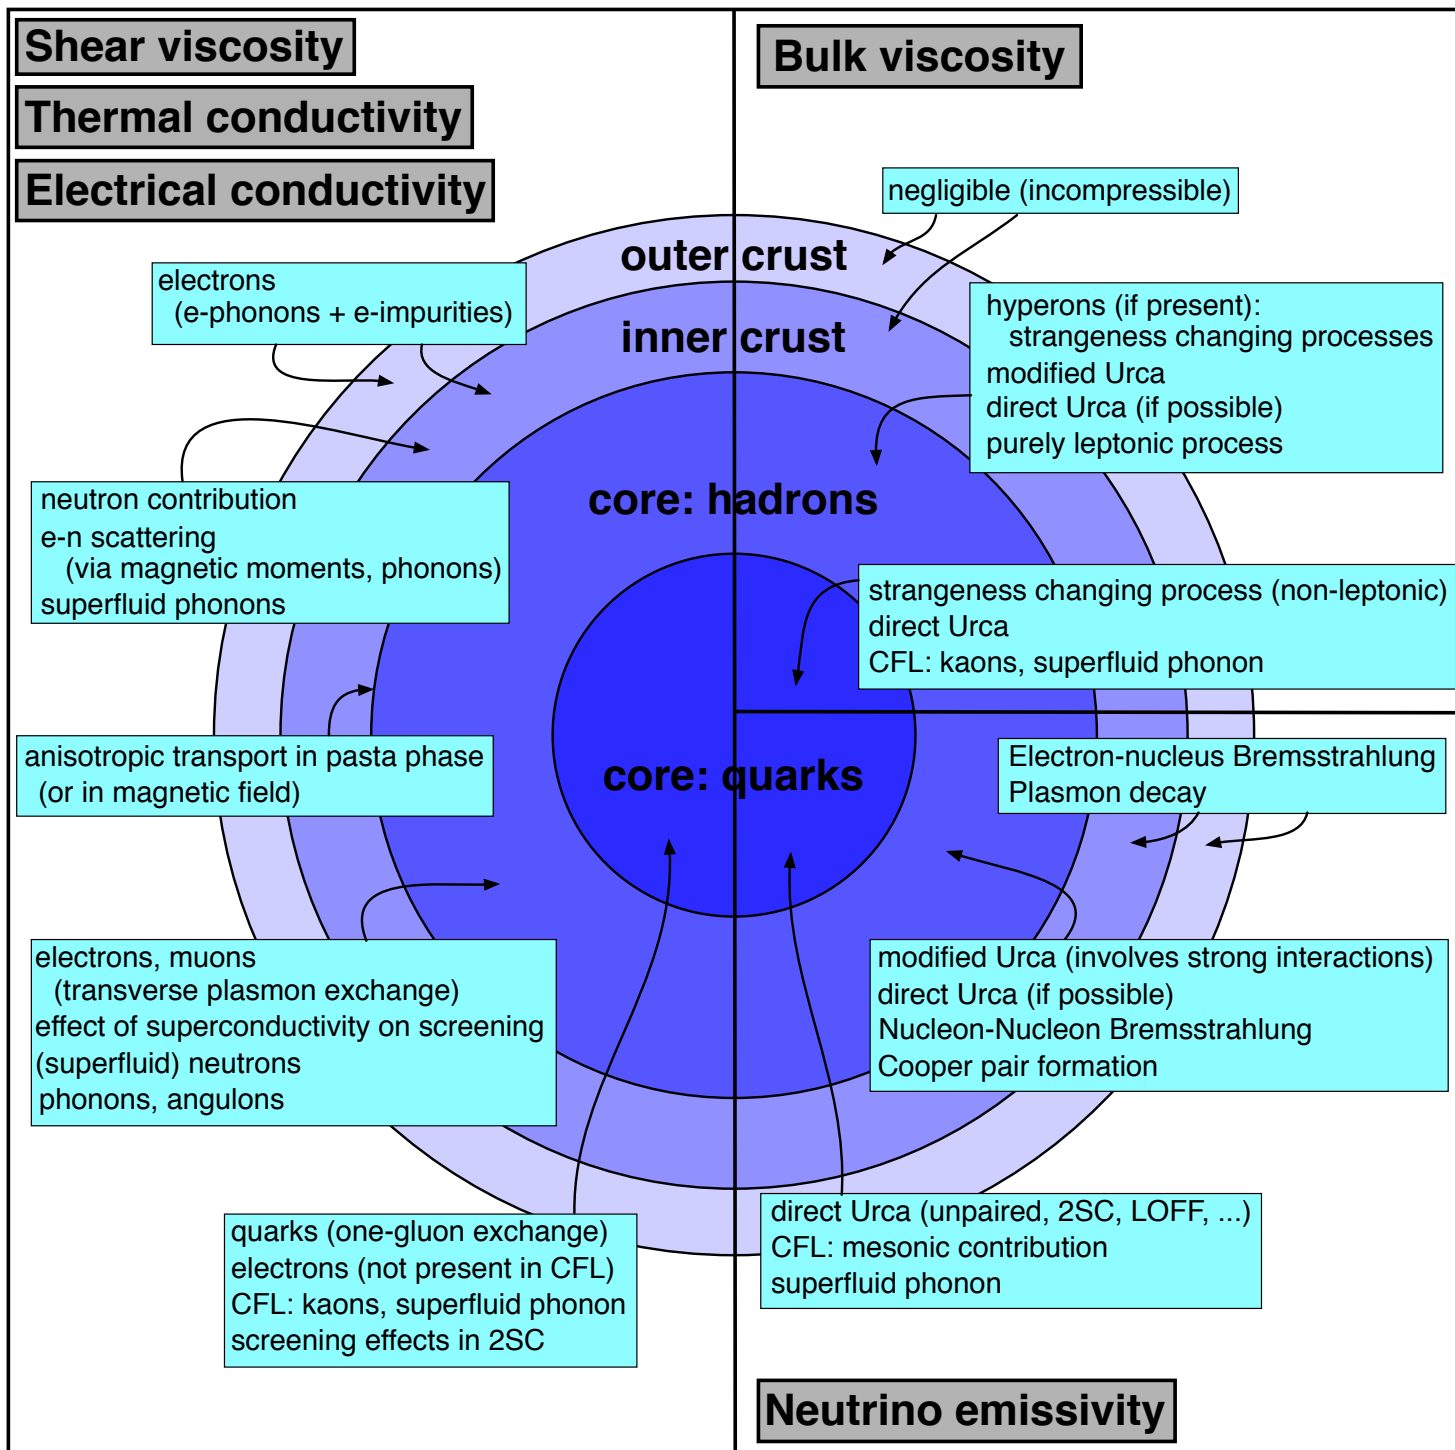 Shear viscosity
Thermal conductivity
Electrical conductivity
Bulk viscosity
negligible (incompressible)
outer crust
inner crust
core: hadrons
core: quarks
electrons
(e-phonons + e-impurities)
neutron contribution
e-n scattering
(via magnetic moments, phonons)
superfluid phonons
anisotropic transport in pasta phase
(or in magnetic field)
electrons, muons
(transverse plasmon exchange)
effect of superconductivity on screening
(superfluid) neutrons
phonons, angulons
quarks (one-gluon exchange)
electrons (not present in CFL)
CFL: kaons, superfluid phonon
screening effects in 2SC
hyperons (if present):
strangeness changing processes
modified Urca
direct Urca (if possible)
purely leptonic process
strangeness changing process (non-leptonic)
direct Urca
CFL: kaons, superfluid phonon
Electron-nucleus Bremsstrahlung
Plasmon decay
modified Urca (involves strong interactions)
direct Urca (if possible)
Nucleon-Nucleon Bremsstrahlung
Cooper pair formation
direct Urca (unpaired, 2SC, LOFF, ...)
CFL: mesonic contribution
superfluid phonon
Neutrino emissivity